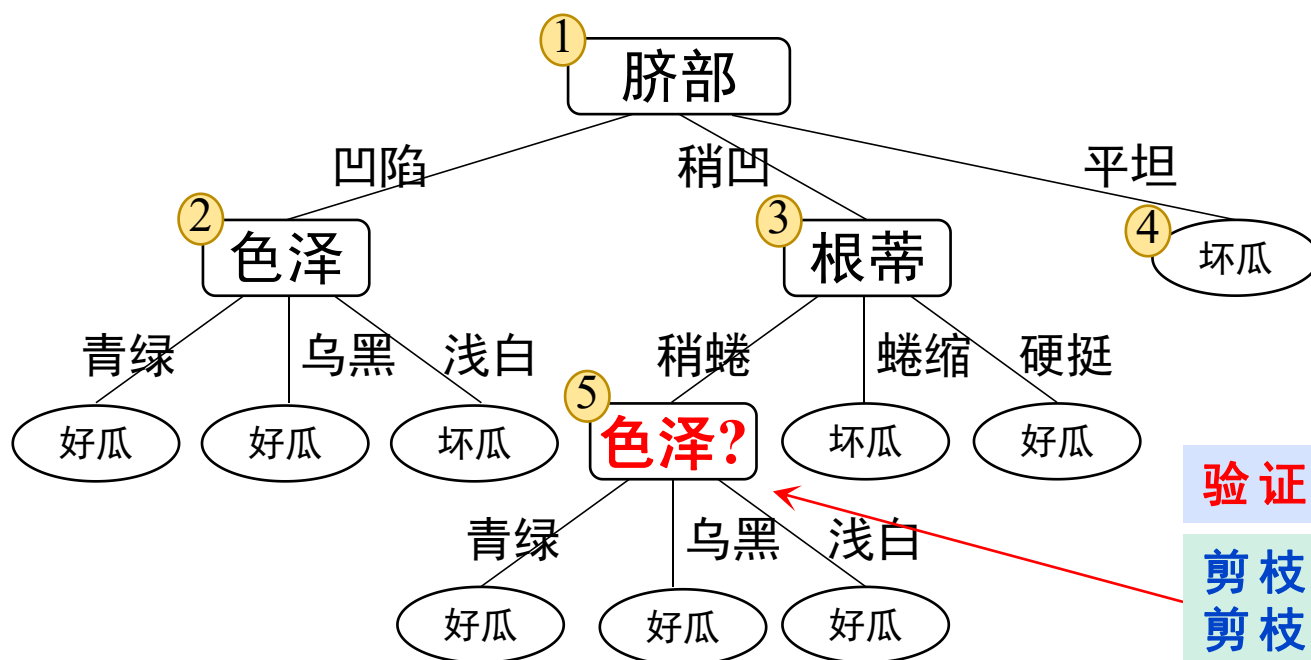 1
脐部
凹陷
稍凹
平坦
2
色泽
3
根蒂
4
坏瓜
青绿
乌黑
浅白
稍蜷
蜷缩
硬挺
好瓜
好瓜
坏瓜
5
色泽?
坏瓜
好瓜
验证
青绿
乌黑
浅白
剪枝
剪枝
好瓜
好瓜
好瓜